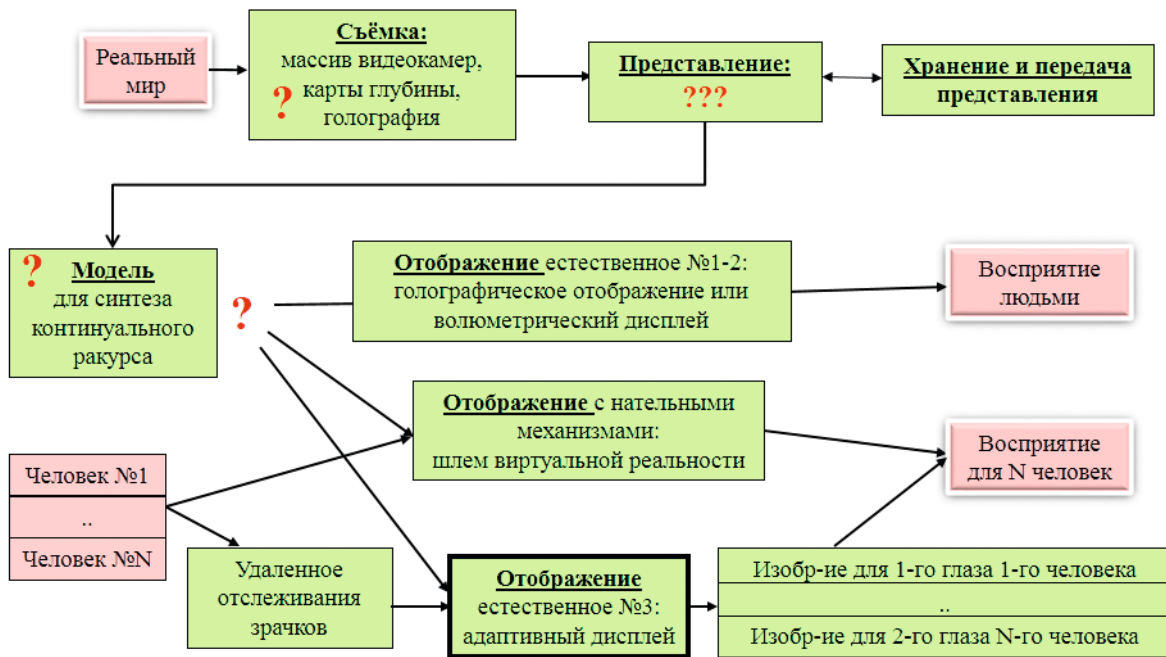 Реальный
мир
Съёмка:
массив видеокамер,
карты глубины,
голография
?
Представление:
???
Хранение и передача
представления
?
Модель
для синтеза
континуального
ракурса
?
Отображение естественное №1-2:
голографическое отображение или
волюметрический дисплей
Восприятие
людьми
Отображение с нательными
механизмами:
шлем виртуальной реальности
Восприятие
для N человек
Человек №1
..
Человек №N
Удаленное
отслеживания
зрачков
Отображение
естественное №3:
адаптивный дисплей
Изобр-ие для 1-го глаза 1-го человека
..
Изобр-ие для 2-го глаза N-го человека